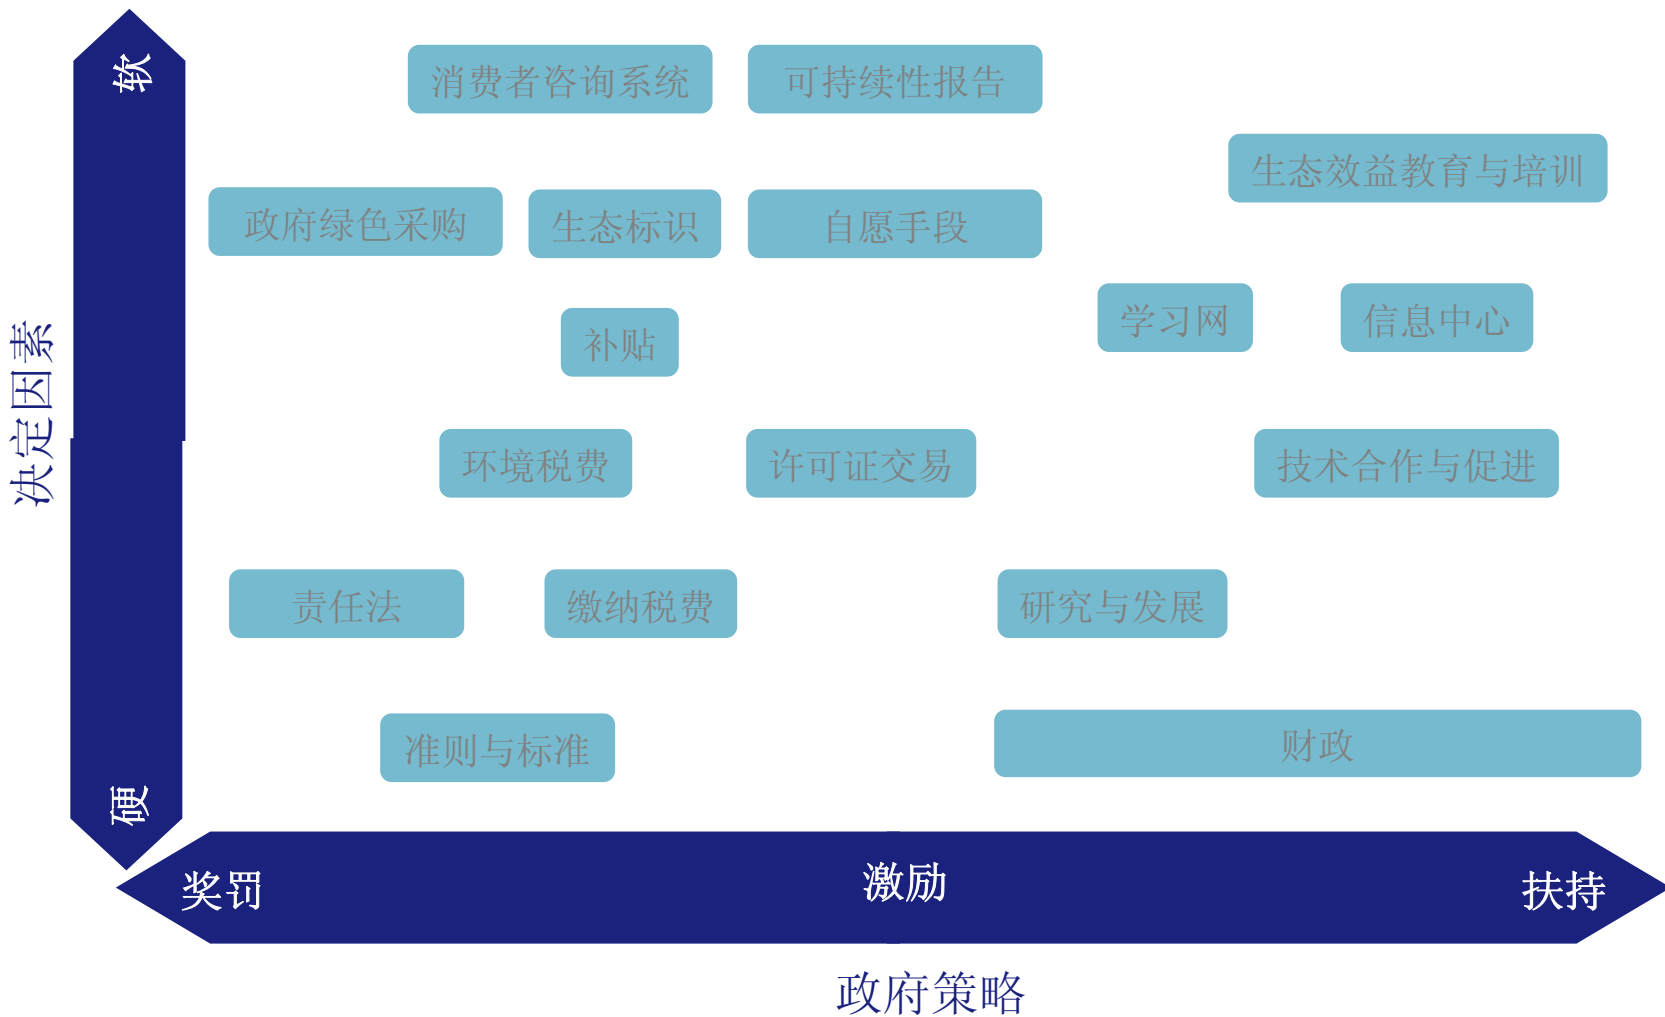 软
消费者咨询系统
可持续性报告
生态效益教育与培训
政府绿色采购
生态标识
自愿手段
学习网
信息中心
补贴
决定因素
环境税费
许可证交易
技术合作与促进
责任法
缴纳税费
研究与发展
准则与标准
财政
硬
奖罚
激励
扶持
政府策略